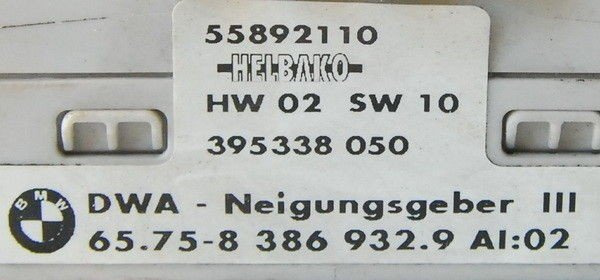 55892110
HELBAKO
HW 02 SW 10
395338 050
BMW
DWA - Neigungsgeber III
65.75-8 386 932.9 AI:02